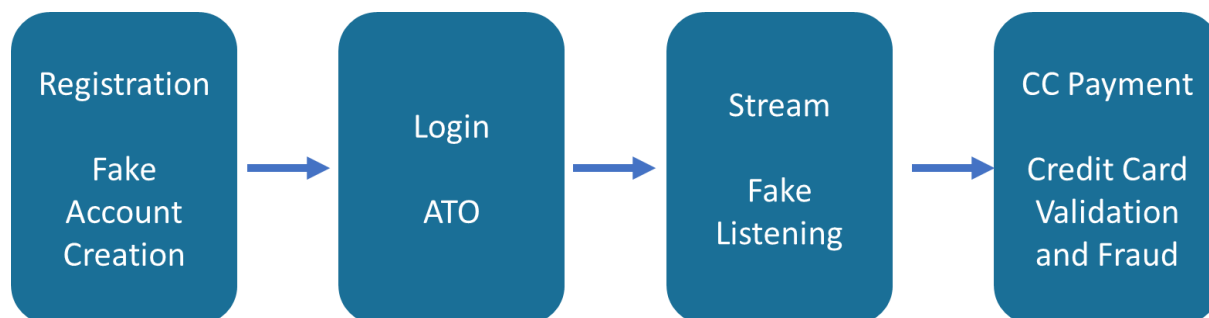 Registration
Fake
Account
Creation
Login
ATO
Stream
Fake
Listening
CC Payment
Credit Card
Validation
and Fraud